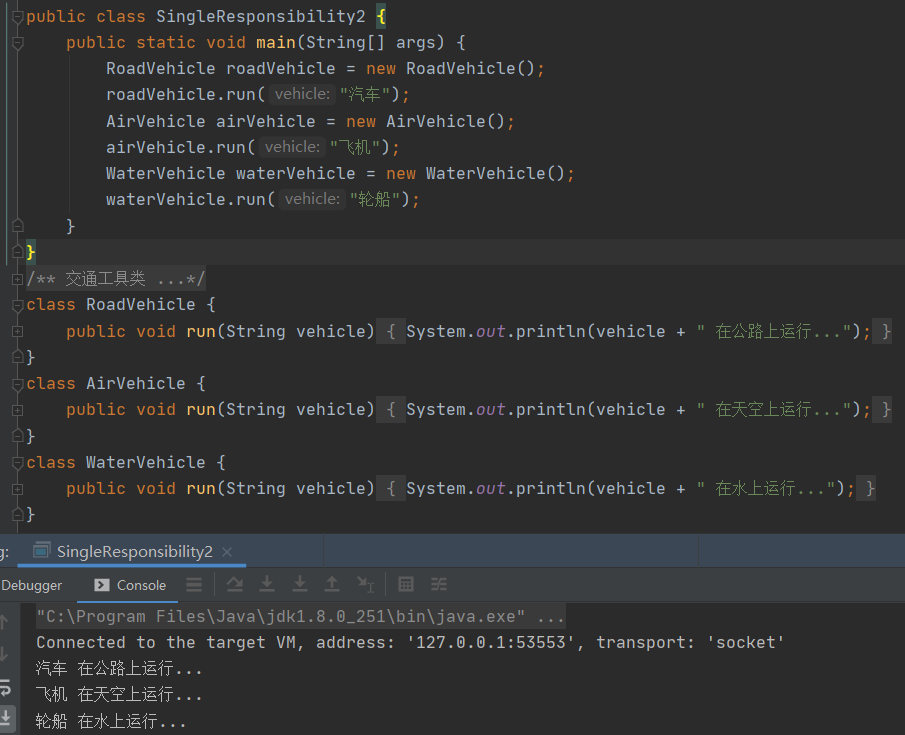 public class SingleResponsibility2 {
public static void main(String[] args) {
RoadVehicle roadVehicle = new RoadVehicle();
roadVehicle.run( vehicle: "汽车");
AirVehicle airVehicle = new AirVehicle();
airVehicle.run( vehicle: "飞机");
WaterVehicle waterVehicle = new WaterVehicle();
waterVehicle.run( vehicle: "轮船");
}
}
/** 交通工具类 ...*/
class RoadVehicle {
public void run(String vehicle) { System.out.println(vehicle + " 在公路上运行..."); }
}
class AirVehicle {
public void run(String vehicle) { System.out.println(vehicle + " 在天空上运行..."); }
}
class WaterVehicle {
public void run(String vehicle) { System.out.println(vehicle + " 在水上运行..."); }
}
g: SingleResponsibility2 ×
Debugger Console
"C:\Program Files\Java\jdk1.8.0_251\bin\java.exe" ...
Connected to the target VM, address: '127.0.0.1:53553', transport: 'socket'
汽车 在公路上运行...
飞机 在天空上运行...
轮船 在水上运行...